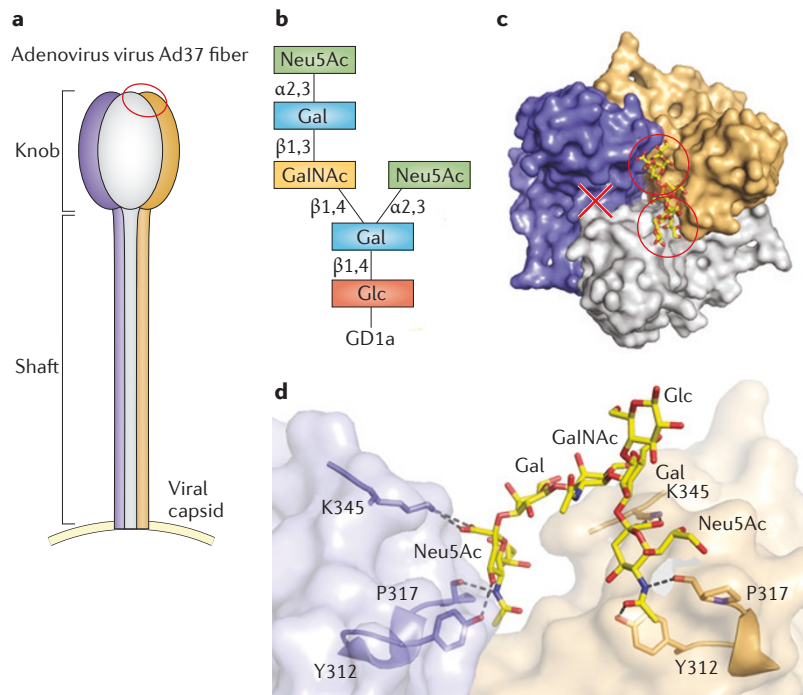 a
Adenovirus virus Ad37 fiber
Knob
Shaft
Viral
capsid
b
Neu5Ac
α2,3
Gal
β1,3
GalNAc
Neu5Ac
β1,4
α2,3
Gal
β1,4
Glc
GD1a
c
d
Glc
GalNAc
Gal
Gal
K345
K345
Neu5Ac
Neu5Ac
P317
P317
Y312
Y312